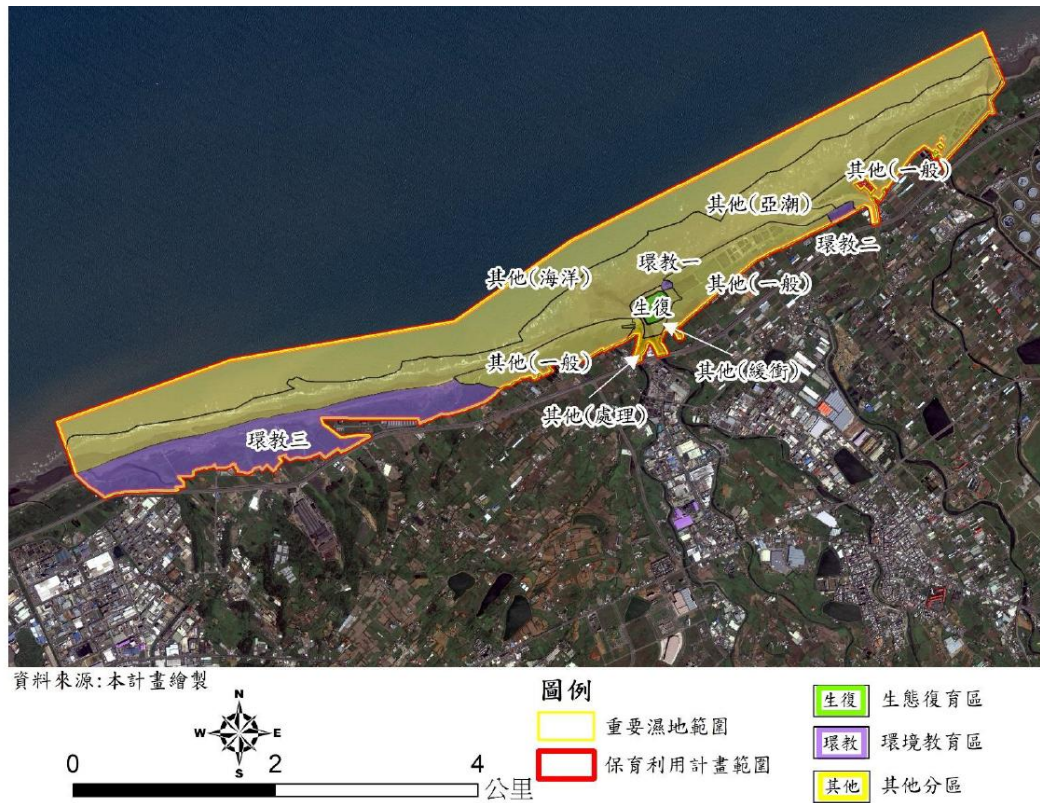 其他(一般)
其他(亞潮)
環教二
環教一
其他(海洋)
其他(一般)
生復
其他(一般)
其他(緩衝)
其他(處理)
環教三
資料來源:本計畫繪製
N
W E
S
0 2 4
公里
圖例
重要濕地範圍
保育利用計畫範圍
生復 生態復育區
環教 環境教育區
其他 其他分區